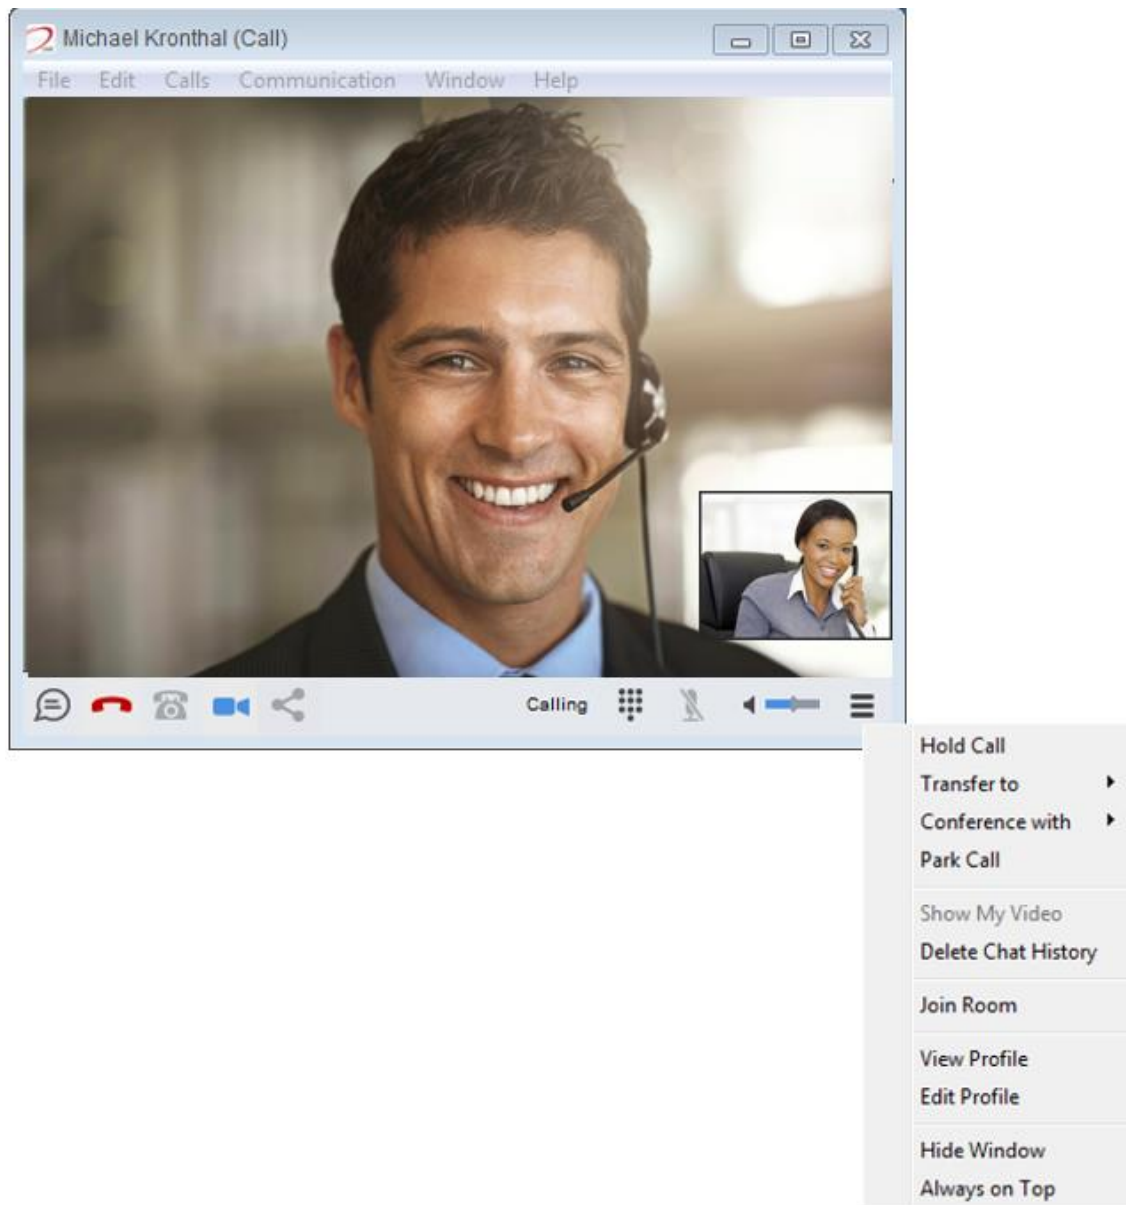 Michael Kronthal (Call)
File Edit Calls Communication Window Help
Calling
Hold Call
Transfer to
Conference with
Park Call
Show My Video
Delete Chat History
Join Room
View Profile
Edit Profile
Hide Window
Always on Top